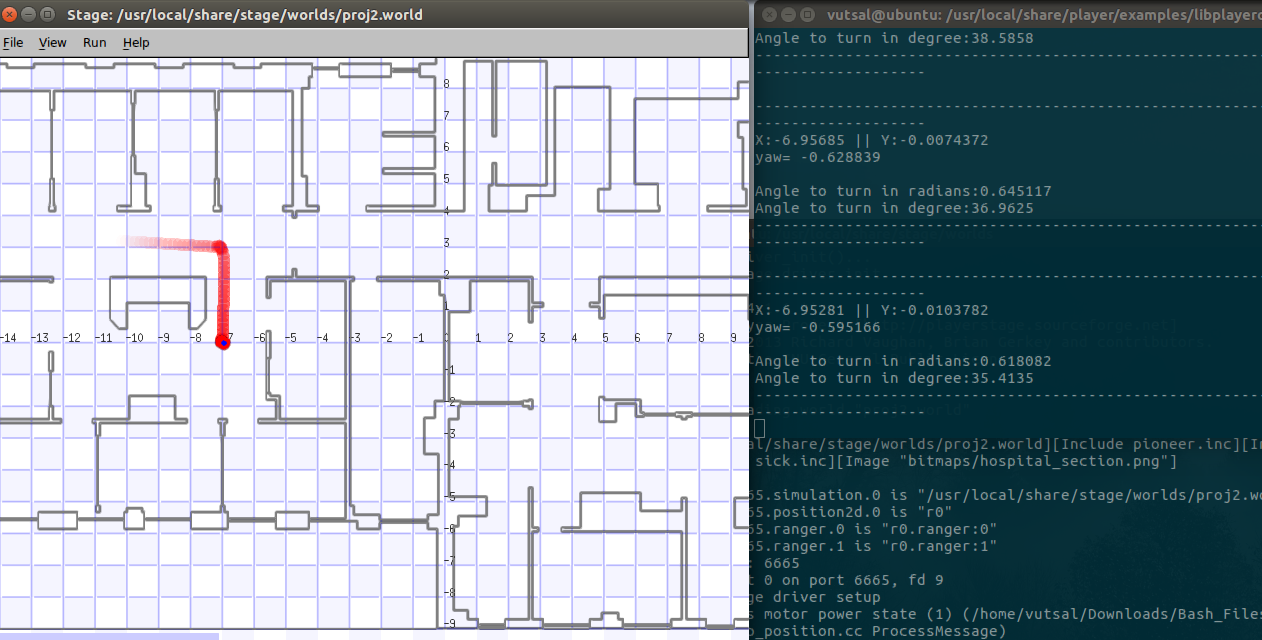 Stage: /usr/local/share/stage/worlds/proj2.world
File View Run Help
8
7
6
5
4
3
2
1
-14 -13 -12 -11 -10 -9 -8 -7 -6 -5 -4 -3 -2 -1 0 1 2 3 4 5 6 7 8 9
-1
-2
-3
-4
-5
-6
-7
-8
-9
vutsal@ubuntu: /usr/local/share/player/examples/libplayerc
Angle to turn in degree:38.5858
--------------------------------------------------------------
--------------------
--------------------------------------------------------------
--------------------
X:-6.95685 || Y:-0.0074372
yaw= -0.628839
Angle to turn in radians:0.645117
Angle to turn in degree:36.9625
--------------------------------------------------------------
--------------------
--------------------------------------------------------------
--------------------
X:-6.95281 || Y:-0.0103782
yaw= -0.595166
Angle to turn in radians:0.618082
Angle to turn in degree:35.4135
--------------------------------------------------------------
--------------------
al/share/stage/worlds/proj2.world][Include pioneer.inc][In
sick.inc][Image "bitmaps/hospital_section.png"]
65.simulation.0 is "/usr/local/share/stage/worlds/proj2.wo
65.position2d.0 is "r0"
65.ranger.0 is "r0.ranger:0"
65.ranger.1 is "r0.ranger:1"
: 6665
t 0 on port 6665, fd 9
ge driver setup
s motor power state (1) (/home/vutsal/Downloads/Bash_Files
o_position.cc ProcessMessage)